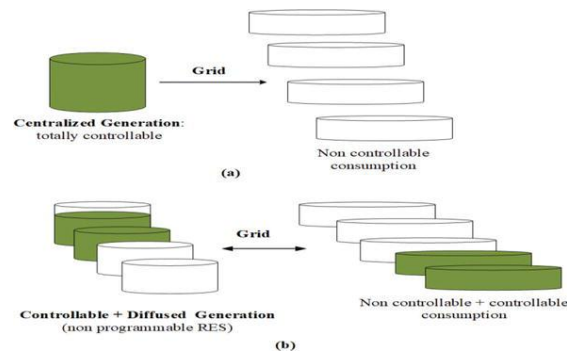 Grid
Centralized Generation:
totally controllable
Non controllable
consumption
(a)
Grid
Controllable + Diffused Generation
(non programmable RES)
Non controllable + controllable
consumption
(b)